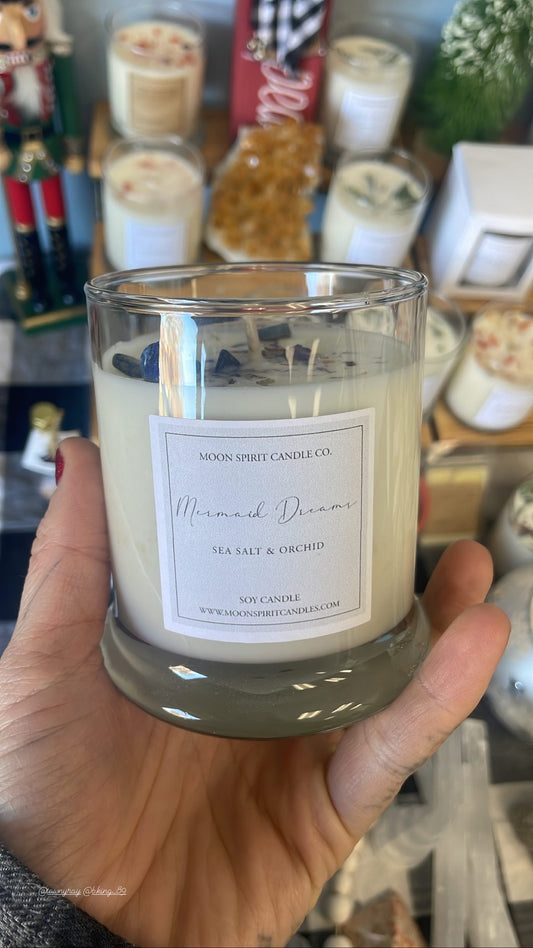 MOON SPIRIT CANDLE CO.
Mermaid Dreams
SEA SALT & ORCHID
SOY CANDLE
WWW.MOONSPIRITCANDLES.COM